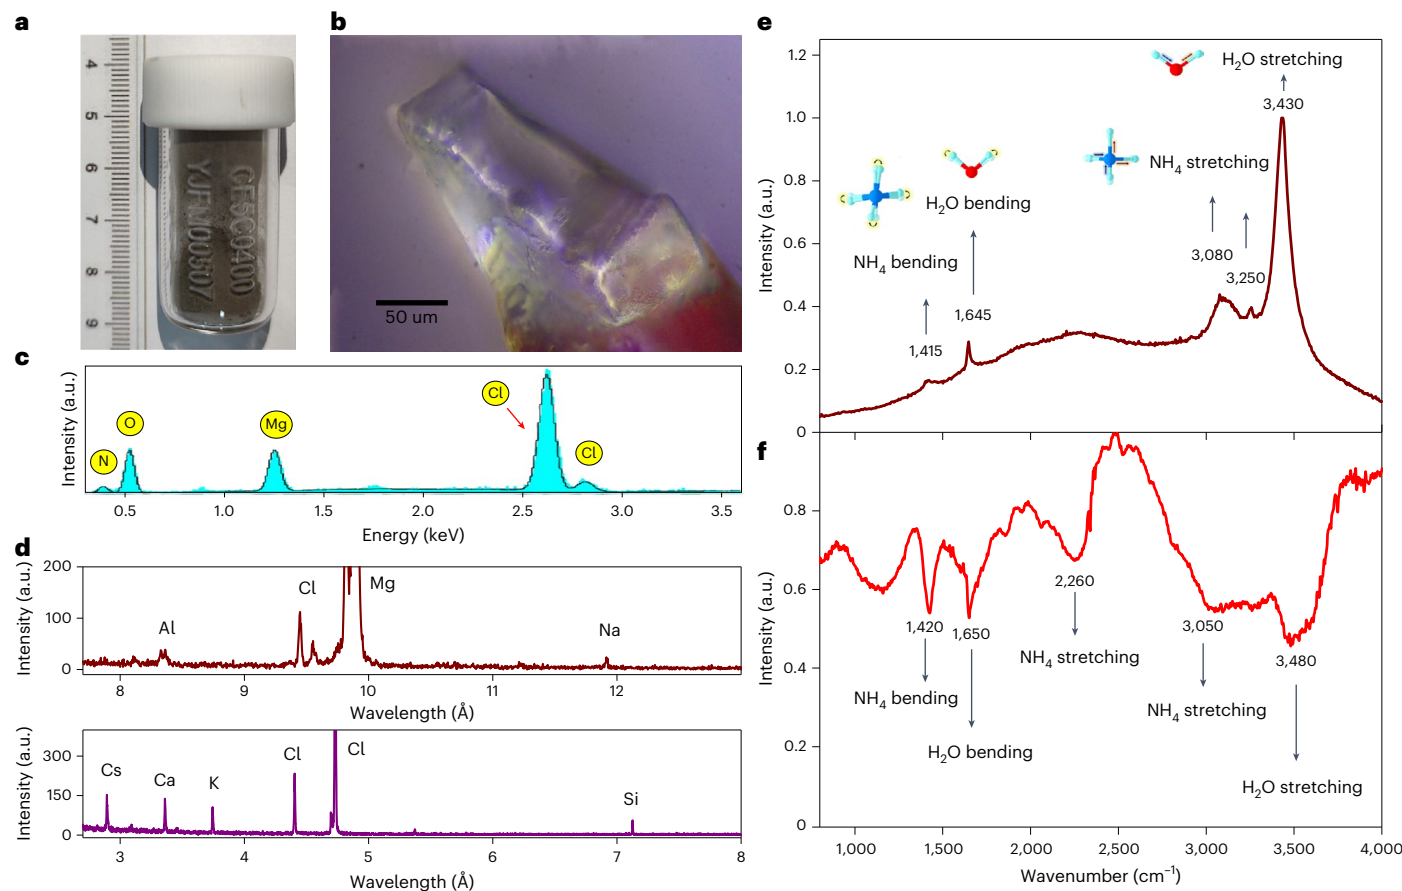 a
4
5
6
7
8
9
CE5C0400
YJFM00507
b
50 um
c
Intensity (a.u.)
N
O
Mg
Cl
Cl
0.5
1.0
1.5
2.0
2.5
3.0
3.5
Energy (keV)
d
Intensity (a.u.)
200
100
0
Al
Cl
Mg
Na
8
9
10
11
12
Wavelength (Å)
Intensity (a.u.)
300
150
0
Cs
Ca
K
Cl
Cl
Si
3
4
5
6
7
8
Wavelength (Å)
e
Intensity (a.u.)
1.2
1.0
0.8
0.6
0.4
0.2
0
H2O stretching
3,430
NH4 stretching
3,080
3,250
H2O bending
NH4 bending
1,645
1,415
f
Intensity (a.u.)
0.8
0.6
0.4
0.2
0
1,420
1,650
2,260
3,050
3,480
NH4 bending
H2O bending
NH4 stretching
NH4 stretching
H2O stretching
1,000
1,500
2,000
2,500
3,000
3,500
4,000
Wavenumber (cm−1)